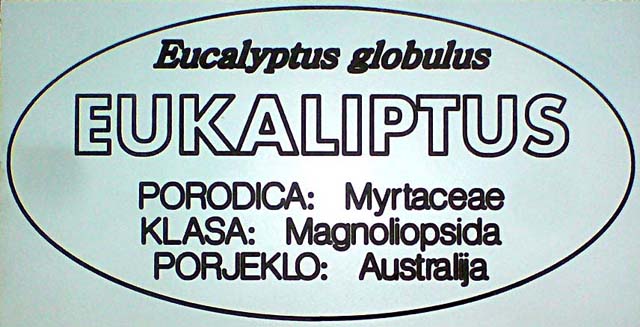 Eucalyptus globulus
EUKALIPTUS
PORODICA: Myrtaceae
KLASA: Magnoliopsida
PORJEKLO: Australija